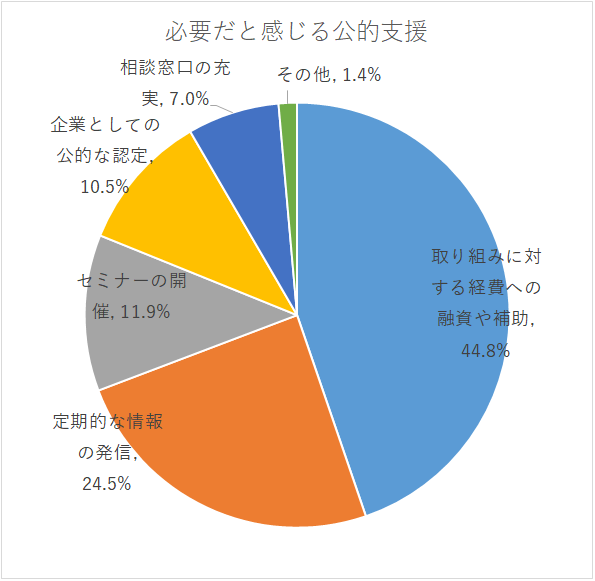 必要だと感じる公的支援
相談窓口の充
実, 7.0%
その他, 1.4%
企業としての
公的な認定,
10.5%
取り組みに対
する経費への
融資や補助,
44.8%
セミナーの開
催, 11.9%
定期的な情報
の発信,
24.5%